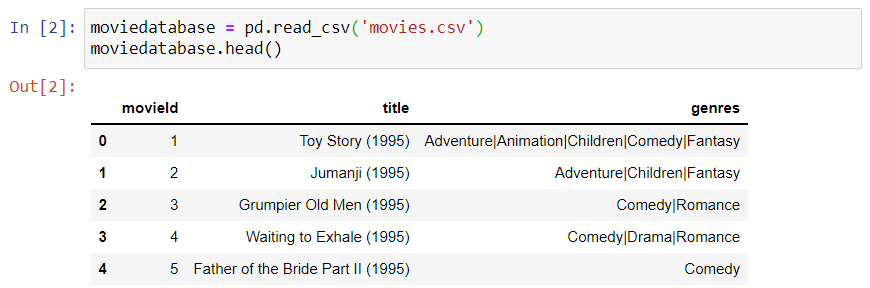 In [2]: moviedatabase = pd.read_csv('movies.csv')
moviedatabase.head()
Out[2]:
movieId title genres
0 1 Toy Story (1995) Adventure|Animation|Children|Comedy|Fantasy
1 2 Jumanji (1995) Adventure|Children|Fantasy
2 3 Grumpier Old Men (1995) Comedy|Romance
3 4 Waiting to Exhale (1995) Comedy|Drama|Romance
4 5 Father of the Bride Part II (1995) Comedy